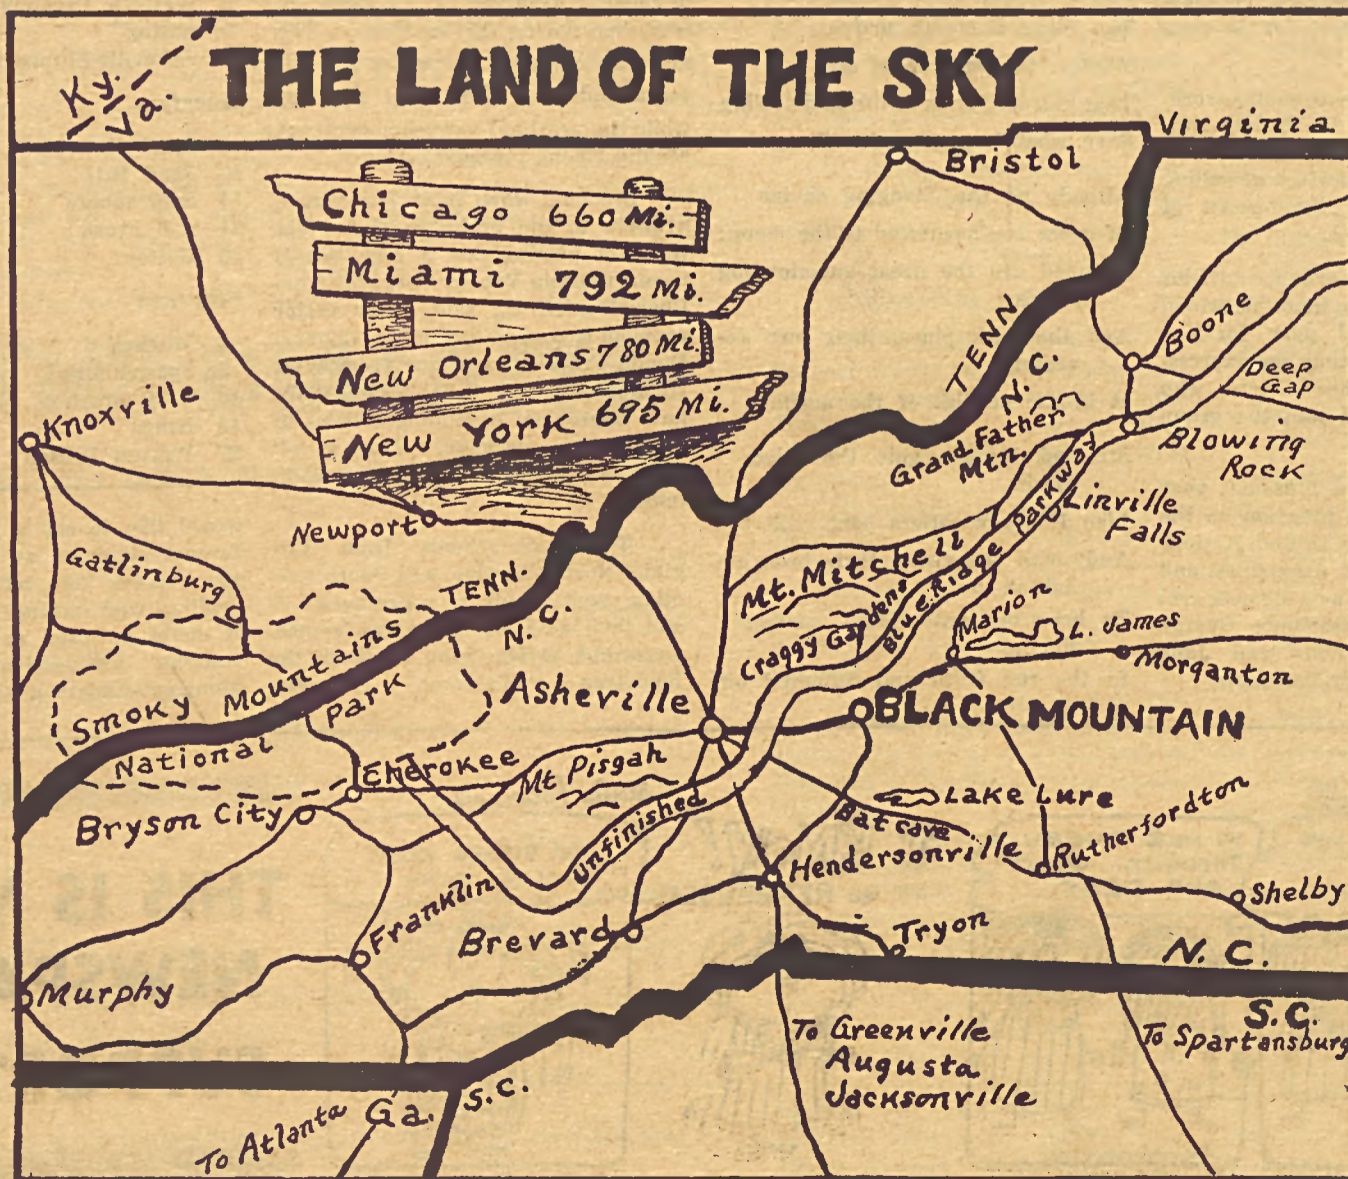 Ky.
Va.
THE LAND OF THE SKY
Virginia
Bristol
Chicago 660 Mi.
Miami 792 Mi.
New Orleans 780 Mi.
New York 695 Mi.
TENN
N.C.
Boone
Deep
Gap
Blowing
Rock
Grand Father
Mtn.
Linville
Falls
Knoxville
Newport
Gatlinburg
TENN.
N.C.
Mt. Mitchell
Craggy Gardens
Blue Ridge Parkway
Marion
L. James
Morganton
Smoky Mountains
National Park
Asheville
BLACK MOUNTAIN
Cherokee
Mt Pisgah
Unfinished
Bryson City
Lake Lure
Bat cave
Rutherfordton
Hendersonville
Shelby
Franklin
Brevard
Tryon
Murphy
N.C.
S.C.
To Greenville
Augusta
Jacksonville
To Spartansburg
Ga.
S.C.
To Atlanta